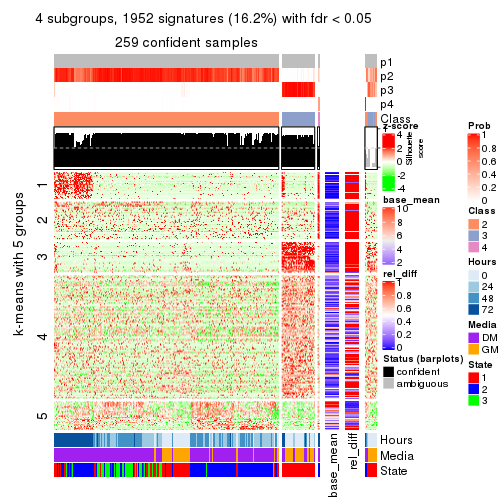 4 subgroups, 1952 signatures (16.2%) with fdr < 0.05
259 confident samples
p1
p2
p3
p4
Class
z-score
4
2
0
-2
-4
Silhouette
score
1
2
3
4
5
k-means with 5 groups
base_mean
10
8
6
4
2
rel_diff
1
0.8
0.6
0.4
0.2
0
Status (barplots)
confident
ambiguous
Prob
1
0.8
0.6
0.4
0.2
0
Class
2
3
4
Hours
0
24
48
72
Media
DM
GM
State
1
2
3
Hours
Media
State
base_mean
rel_diff